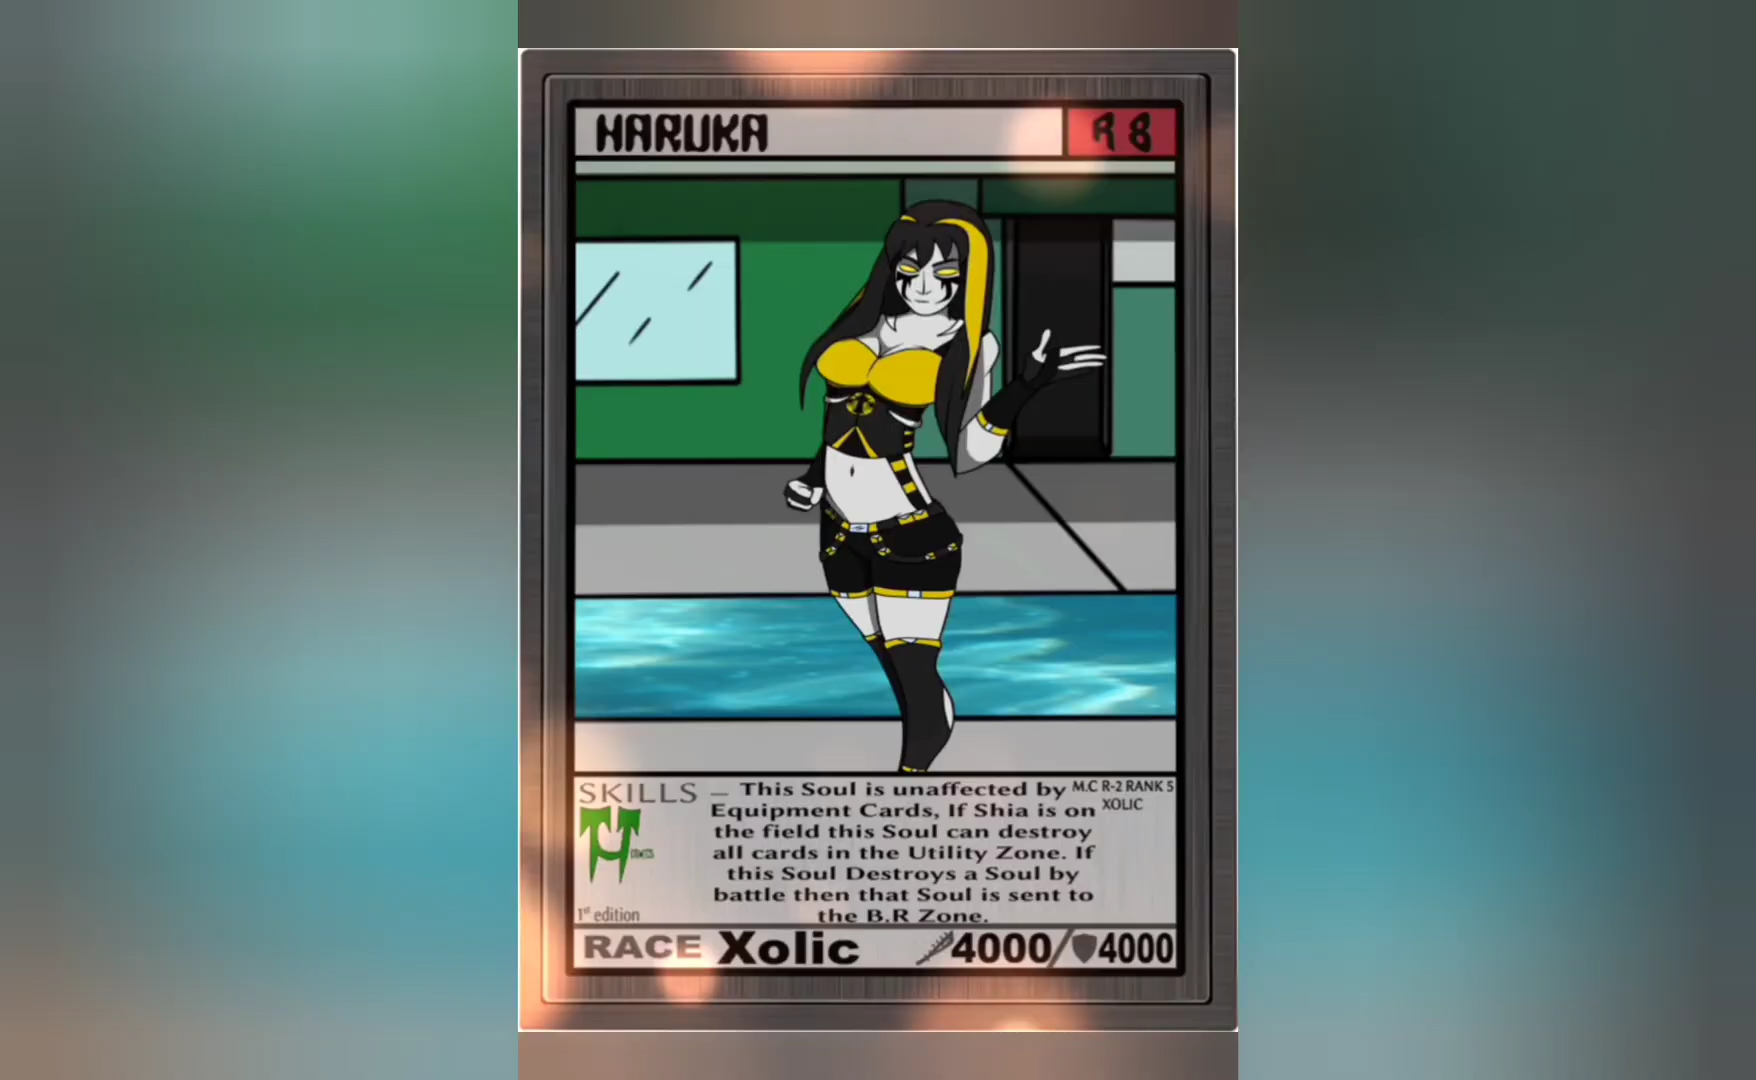 HARUKA
R 8
SKILLS – This Soul is unaffected by
Equipment Cards, If Shia is on
the field this Soul can destroy
all cards in the Utility Zone. If
this Soul Destroys a Soul by
battle then that Soul is sent to
the B.R Zone.
M.C R-2 RANK 5
XOLIC
1st edition
RACE Xolic
4000/4000